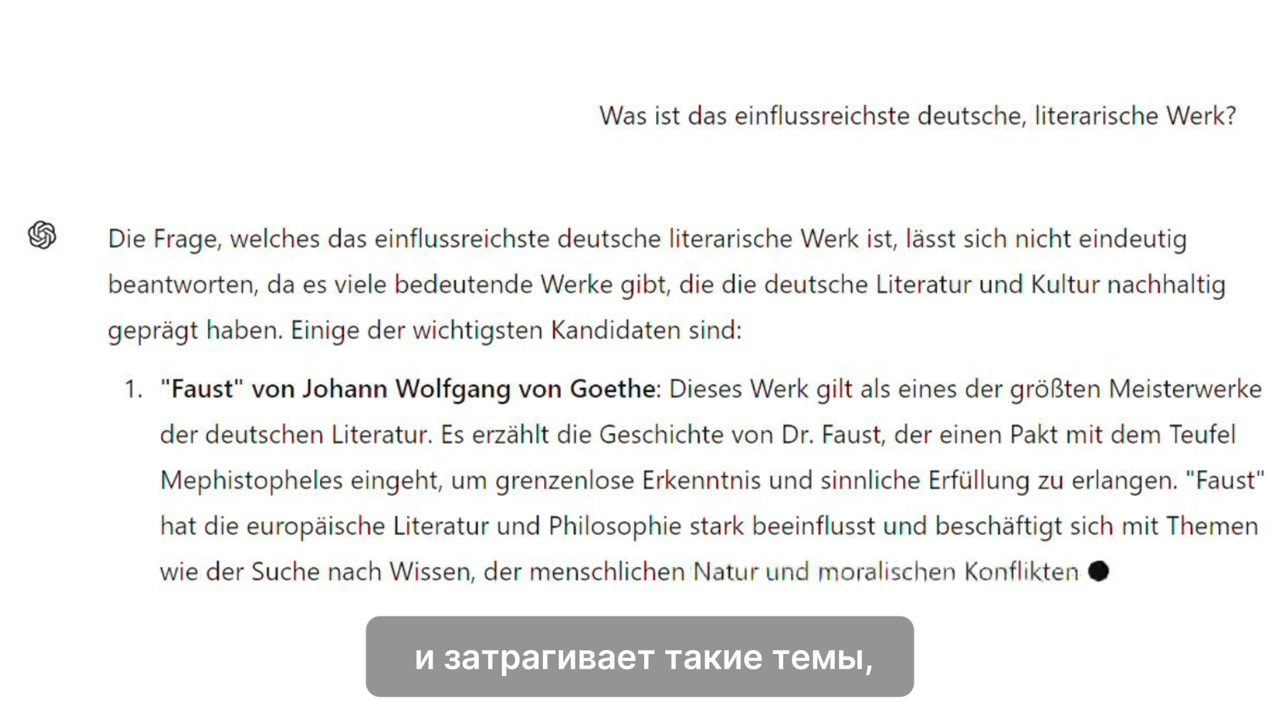 Was ist das einflussreichste deutsche, literarische Werk?
Die Frage, welches das einflussreichste deutsche literarische Werk ist, lässt sich nicht eindeutig
beantworten, da es viele bedeutende Werke gibt, die die deutsche Literatur und Kultur nachhaltig
geprägt haben. Einige der wichtigsten Kandidaten sind:
1. "Faust" von Johann Wolfgang von Goethe: Dieses Werk gilt als eines der größten Meisterwerke
der deutschen Literatur. Es erzählt die Geschichte von Dr. Faust, der einen Pakt mit dem Teufel
Mephistopheles eingeht, um grenzenlose Erkenntnis und sinnliche Erfüllung zu erlangen. "Faust"
hat die europäische Literatur und Philosophie stark beeinflusst und beschäftigt sich mit Themen
wie der Suche nach Wissen, der menschlichen Natur und moralischen Konflikten
и затрагивает такие темы,